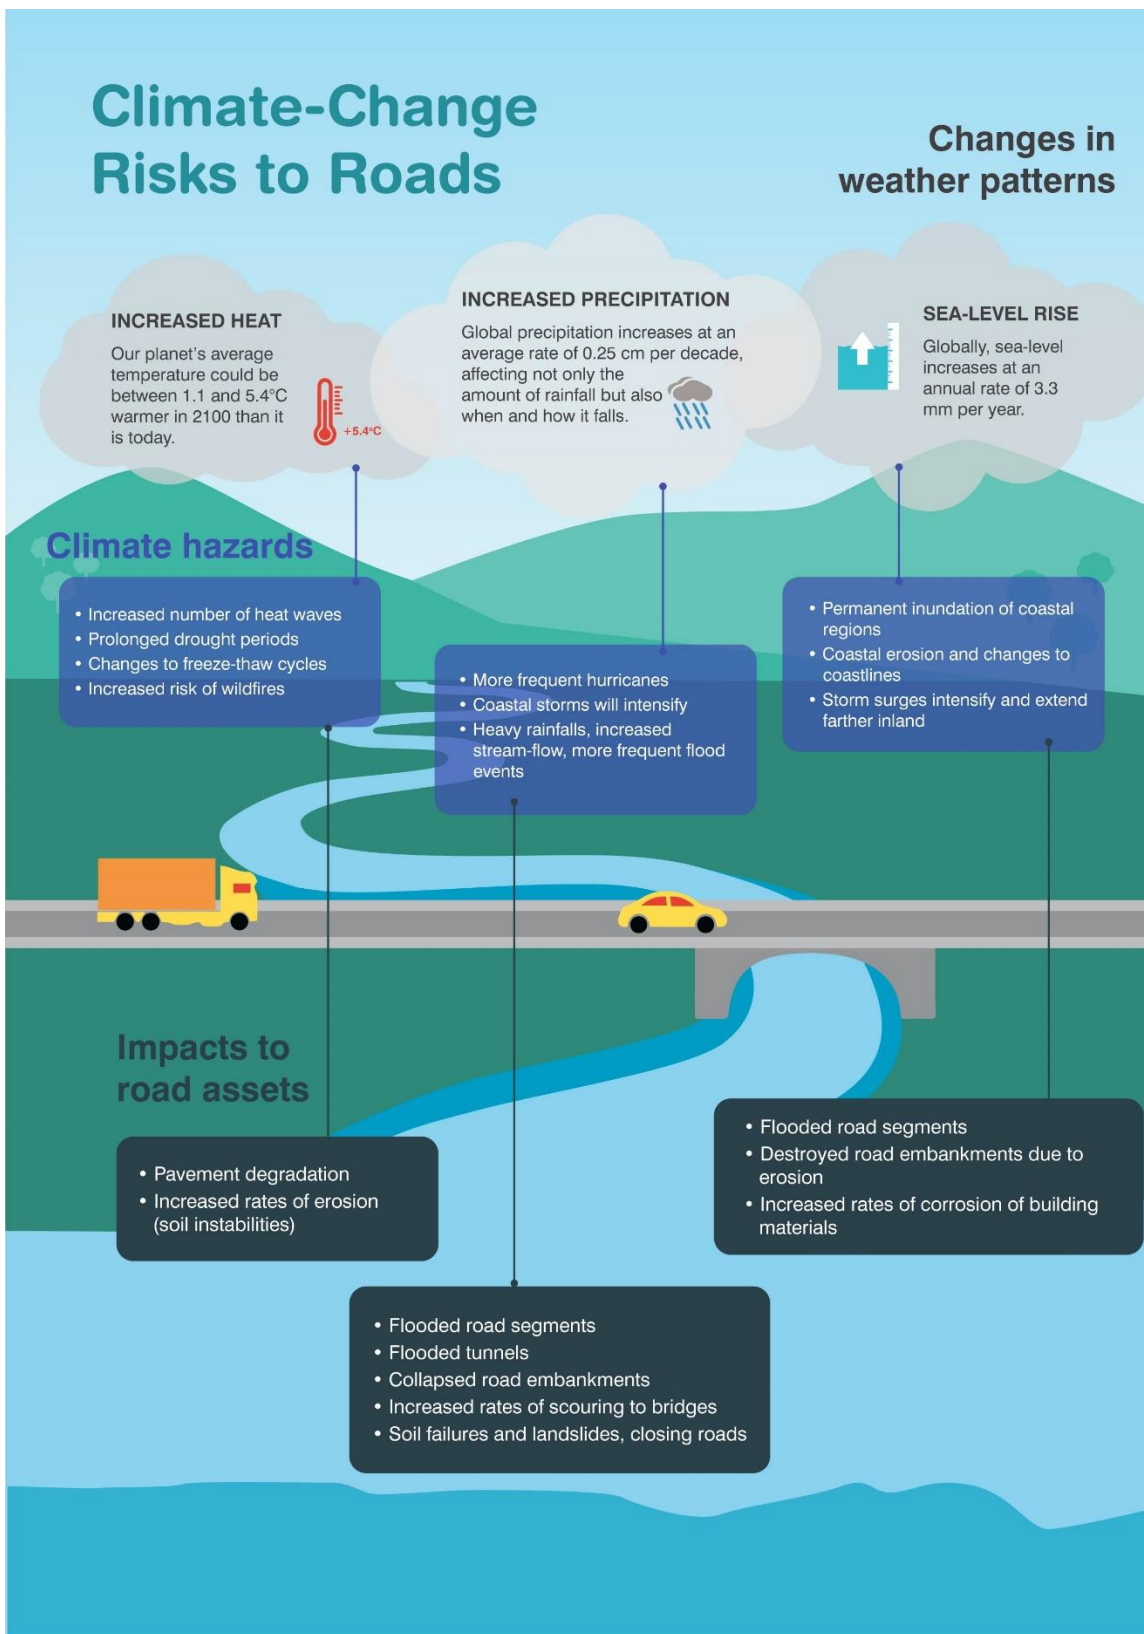 Climate-Change
Risks to Roads
Changes in
weather patterns
INCREASED HEAT
Our planet's average
temperature could be
between 1.1 and 5.4°C
warmer in 2100 than it
is today.
+5.4°C
INCREASED PRECIPITATION
Global precipitation increases at an
average rate of 0.25 cm per decade,
affecting not only the
amount of rainfall but also
when and how it falls.
SEA-LEVEL RISE
Globally, sea-level
increases at an
annual rate of 3.3
mm per year.
Climate hazards
• Increased number of heat waves
• Prolonged drought periods
• Changes to freeze-thaw cycles
• Increased risk of wildfires
• More frequent hurricanes
• Coastal storms will intensify
• Heavy rainfalls, increased
stream-flow, more frequent flood
events
• Permanent inundation of coastal
regions
• Coastal erosion and changes to
coastlines
• Storm surges intensify and extend
farther inland
Impacts to
road assets
• Pavement degradation
• Increased rates of erosion
(soil instabilities)
• Flooded road segments
• Flooded tunnels
• Collapsed road embankments
• Increased rates of scouring to bridges
• Soil failures and landslides, closing roads
• Flooded road segments
• Destroyed road embankments due to
erosion
• Increased rates of corrosion of building
materials